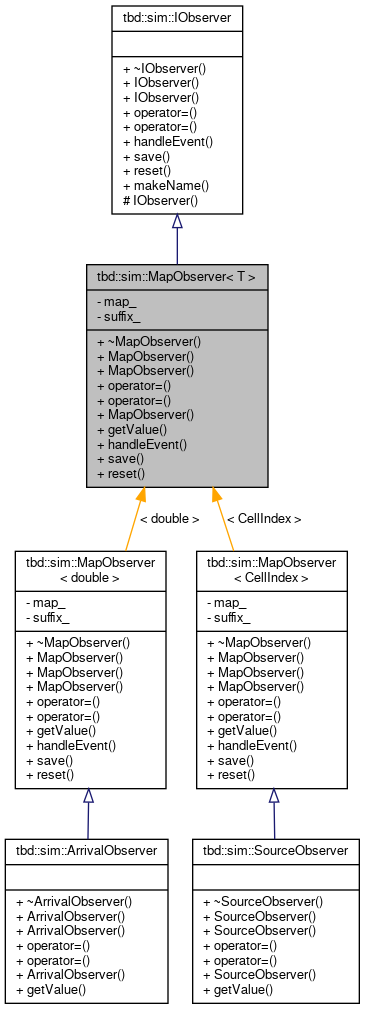 tbd::sim::IObserver
+ ~IObserver()
+ IObserver()
+ IObserver()
+ operator=()
+ operator=()
+ handleEvent()
+ save()
+ reset()
+ makeName()
# IObserver()
tbd::sim::MapObserver< T >
- map_
- suffix_
+ ~MapObserver()
+ MapObserver()
+ MapObserver()
+ operator=()
+ operator=()
+ MapObserver()
+ getValue()
+ handleEvent()
+ save()
+ reset()
< double >
< CellIndex >
tbd::sim::MapObserver
< double >
- map_
- suffix_
+ ~MapObserver()
+ MapObserver()
+ MapObserver()
+ MapObserver()
+ operator=()
+ operator=()
+ getValue()
+ handleEvent()
+ save()
+ reset()
tbd::sim::MapObserver
< CellIndex >
- map_
- suffix_
+ ~MapObserver()
+ MapObserver()
+ MapObserver()
+ MapObserver()
+ operator=()
+ operator=()
+ getValue()
+ handleEvent()
+ save()
+ reset()
tbd::sim::ArrivalObserver
+ ~ArrivalObserver()
+ ArrivalObserver()
+ ArrivalObserver()
+ operator=()
+ operator=()
+ ArrivalObserver()
+ getValue()
tbd::sim::SourceObserver
+ ~SourceObserver()
+ SourceObserver()
+ SourceObserver()
+ operator=()
+ operator=()
+ SourceObserver()
+ getValue()